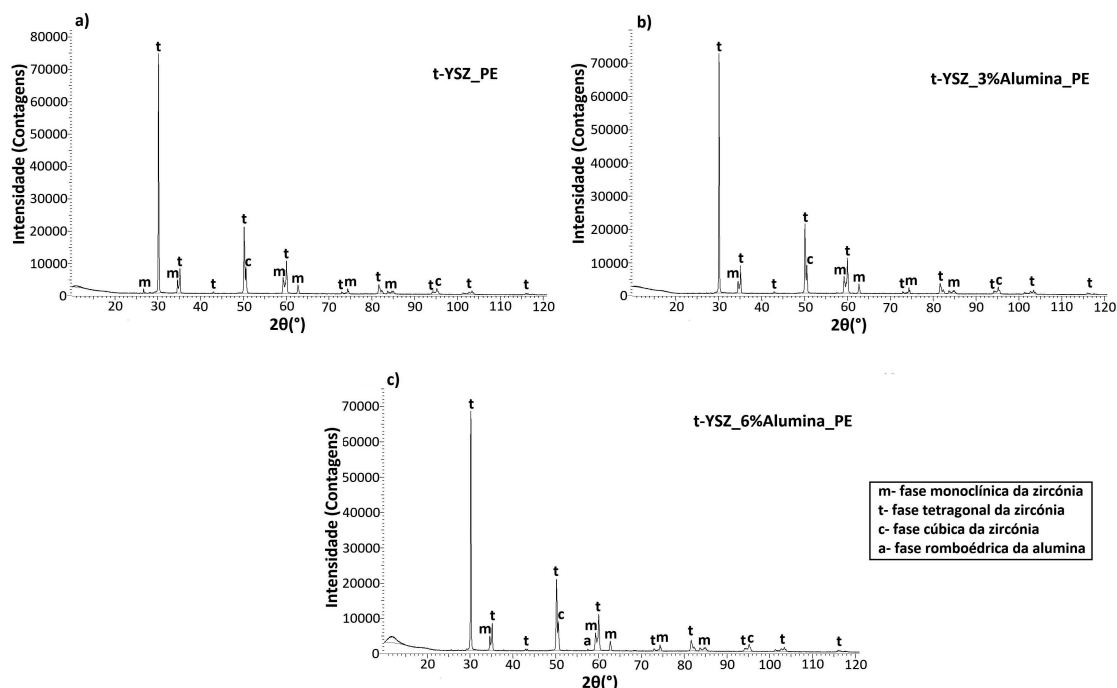 a)
t-YSZ_PE
Intensidade (Contagens)
80000
70000
60000
50000
40000
30000
20000
10000
0
t
m
m
t
t
t
c
m
t
m
t
m
t
m
t
c
t
t
20 30 40 50 60 70 80 90 100 110 120
2θ(°)
b)
t-YSZ_3%Alumina_PE
Intensidade (Contagens)
70000
60000
50000
40000
30000
20000
10000
0
t
m
t
t
t
c
m
t
m
t
m
t
m
t
c
t
t
20 30 40 50 60 70 80 90 100 110 120
2θ(°)
c)
t-YSZ_6%Alumina_PE
Intensidade (Contagens)
70000
60000
50000
40000
30000
20000
10000
0
t
m
t
t
t
c
a
m
t
m
t
m
t
m
t
c
t
t
20 30 40 50 60 70 80 90 100 110 120
2θ(°)
m- fase monoclínica da zircónia
t- fase tetragonal da zircónia
c- fase cúbica da zircónia
a- fase romboédrica da alumina